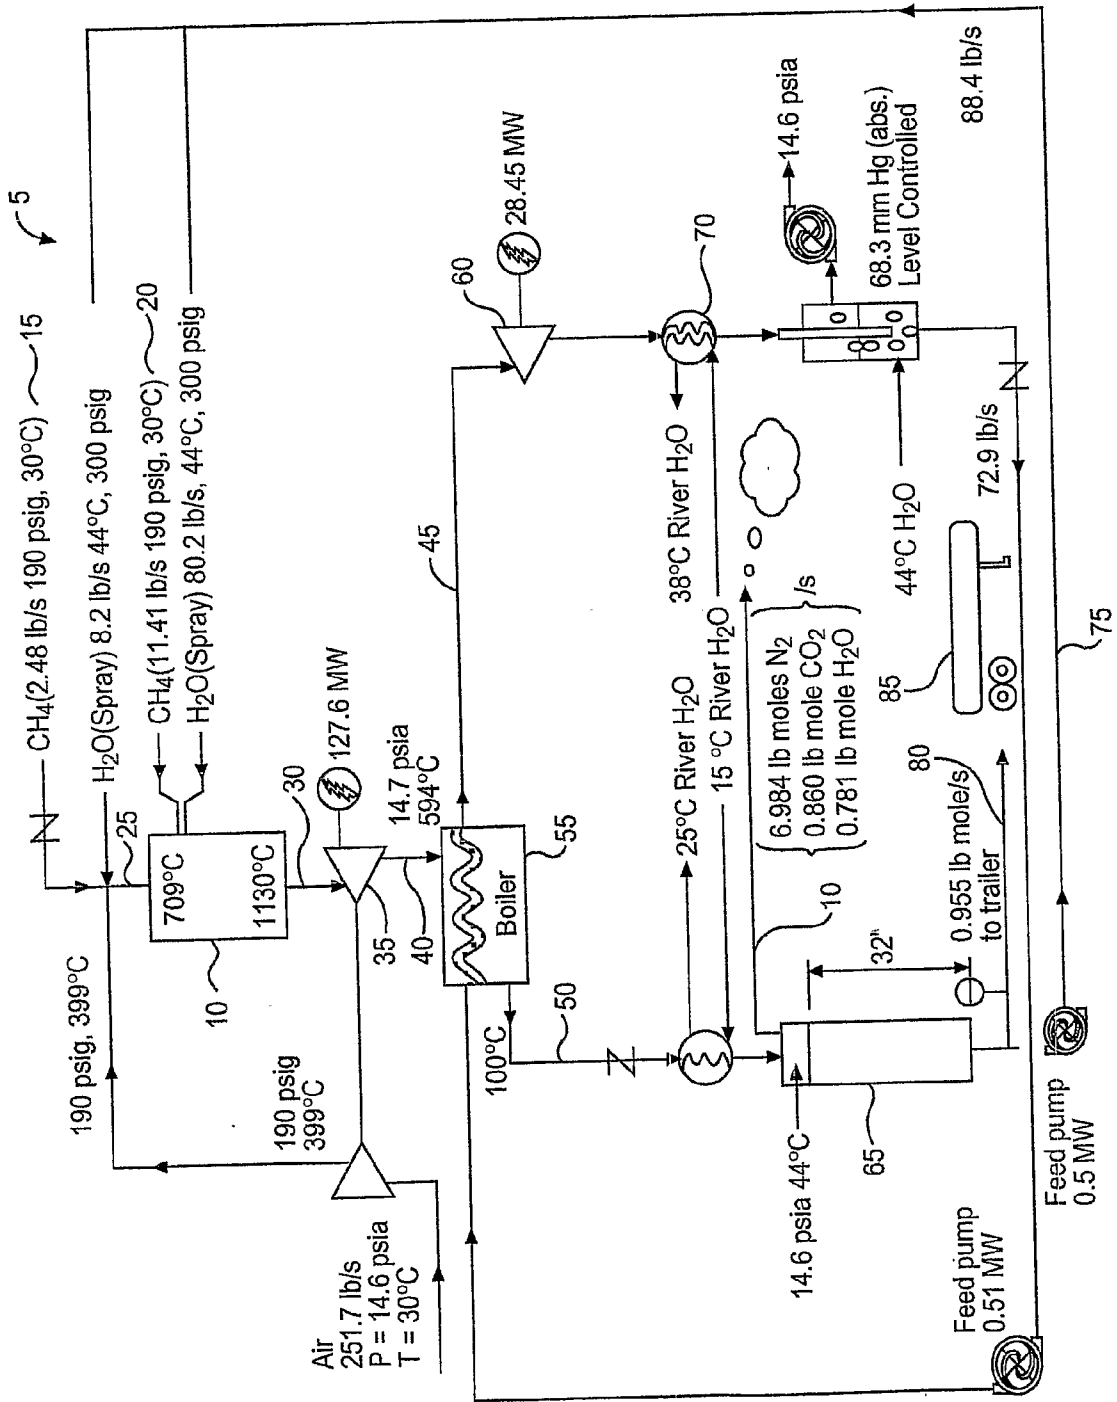 5
CH4(2.48 lb/s 190 psig, 30°C)
15
H2O(Spray) 8.2 lb/s 44°C, 300 psig
CH4(11.41 lb/s 190 psig, 30°C)
20
H2O(Spray) 80.2 lb/s, 44°C, 300 psig
190 psig, 399°C
25
709°C
1130°C
10
30
127.6 MW
190 psig
399°C
35
14.7 psia
594°C
40
Air
251.7 lb/s
P = 14.6 psia
T = 30°C
Boiler
55
45
60
28.45 MW
100°C
50
25°C River H2O
15 °C River H2O
38°C River H2O
70
14.6 psia
68.3 mm Hg (abs.)
Level Controlled
6.984 lb moles N2
0.860 lb mole CO2
0.781 lb mole H2O
/s
10
14.6 psia 44°C
65
32"
44°C H2O
72.9 lb/s
88.4 lb/s
85
80
0.955 lb mole/s
to trailer
75
Feed pump
0.51 MW
Feed pump
0.5 MW